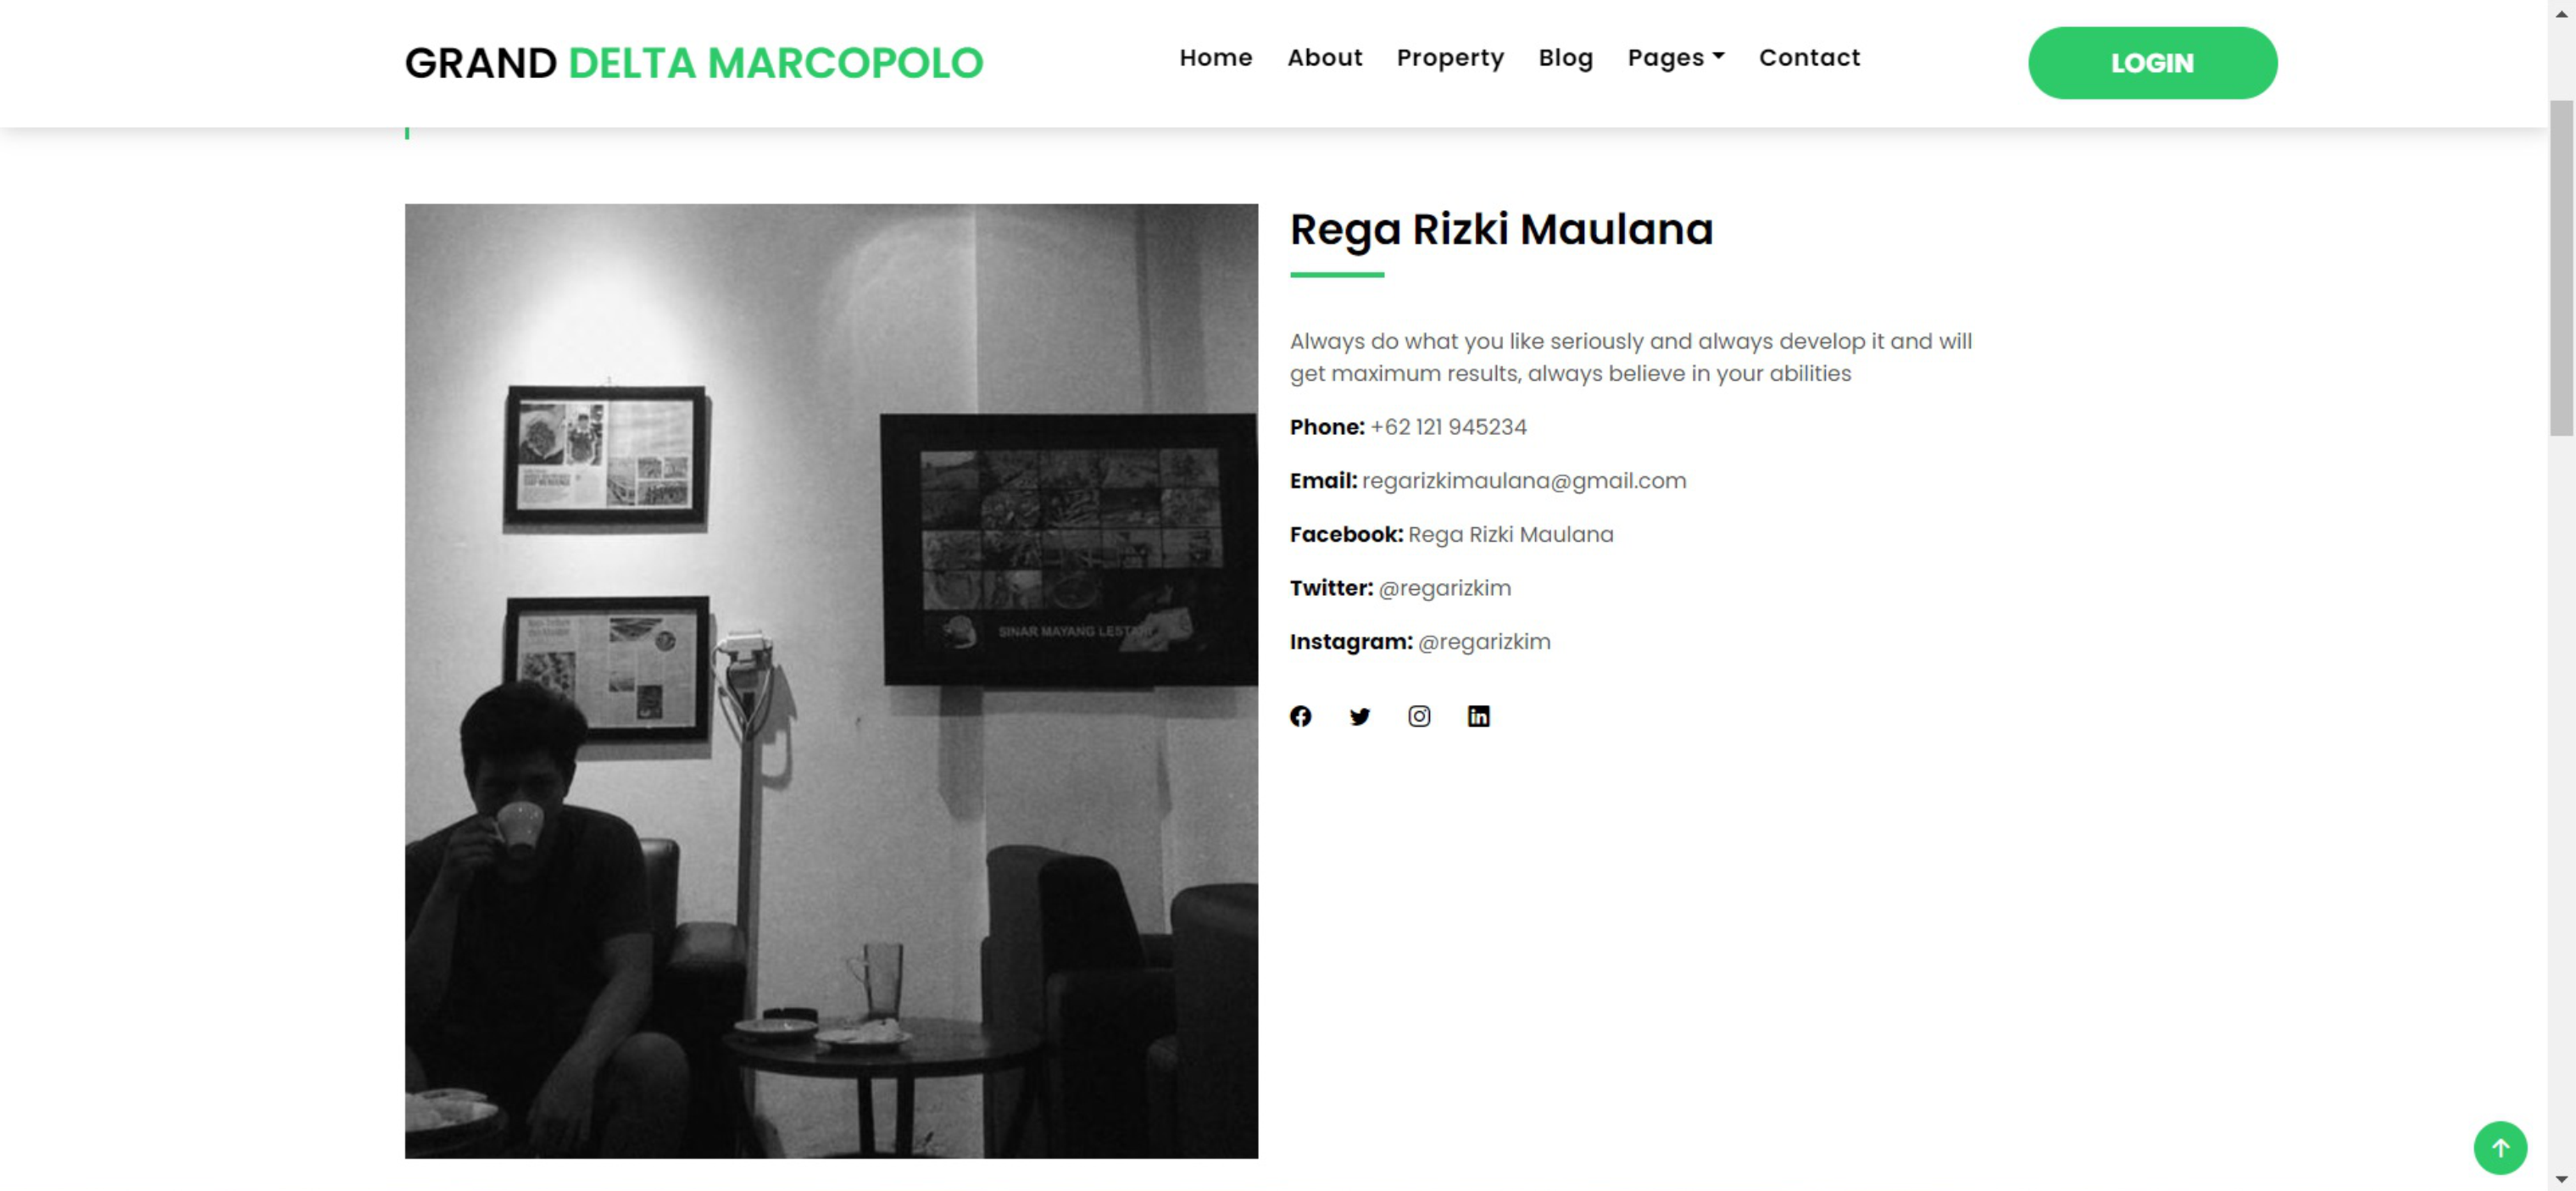 GRAND DELTA MARCOPOLO
Home About Property Blog Pages Contact
LOGIN
Rega Rizki Maulana
Always do what you like seriously and always develop it and will
get maximum results, always believe in your abilities
Phone: +62 121 945234
Email: regarizkimaulana@gmail.com
Facebook: Rega Rizki Maulana
Twitter: @regarizkim
Instagram: @regarizkim
SINAR MAYANG